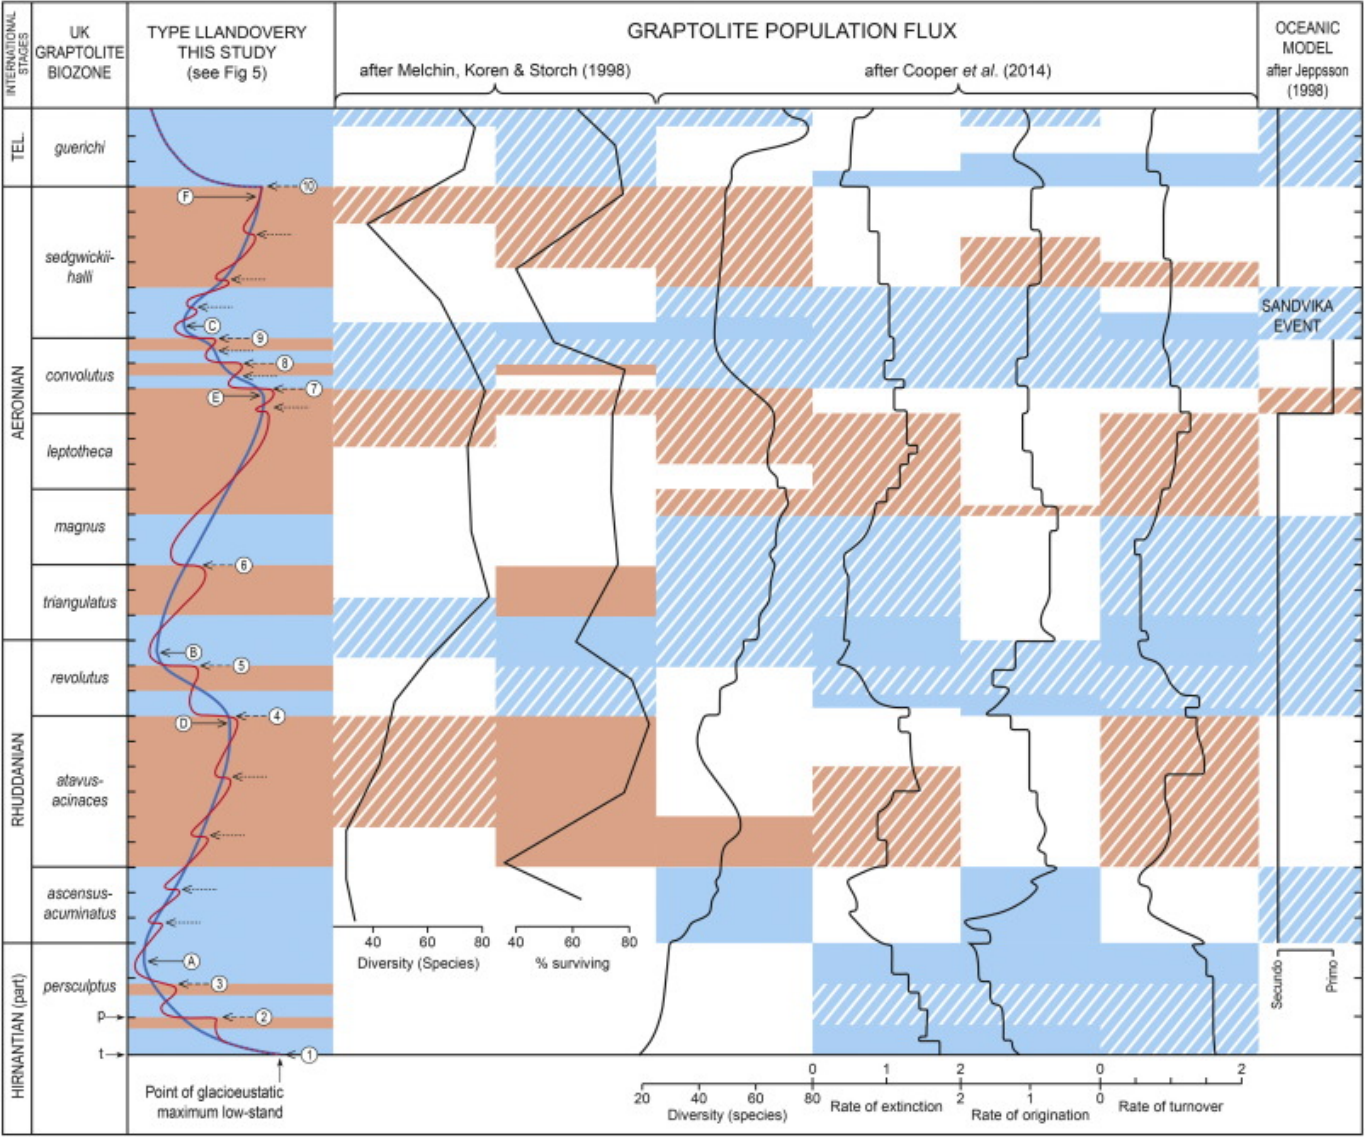 INTERNATIONAL
STAGES
UK
GRAPTOLITE
BIOZONE
TYPE LLANDOVERY
THIS STUDY
(see Fig 5)
GRAPTOLITE POPULATION FLUX
after Melchin, Koren & Storch (1998)
after Cooper et al. (2014)
OCEANIC
MODEL
after Jeppsson
(1998)
TEL.
guerichi
10
F
AERONIAN
sedgwickii-
halli
C
SANDVIKA
EVENT
9
8
convolutus
7
E
leptotheca
magnus
6
triangulatus
B
5
RHUDDANIAN
revolutus
4
D
atavus-
acinaces
ascensus-
acuminatus
40 60 80
Diversity (Species)
40 60 80
% surviving
HIRNANTIAN (part)
A
persculptus
3
p
2
t
1
Secundo
Primo
Point of glacioeustatic
maximum low-stand
20 40 60 80
Diversity (species)
0 1 2
Rate of extinction
2 1 0
Rate of origination
0 2
Rate of turnover